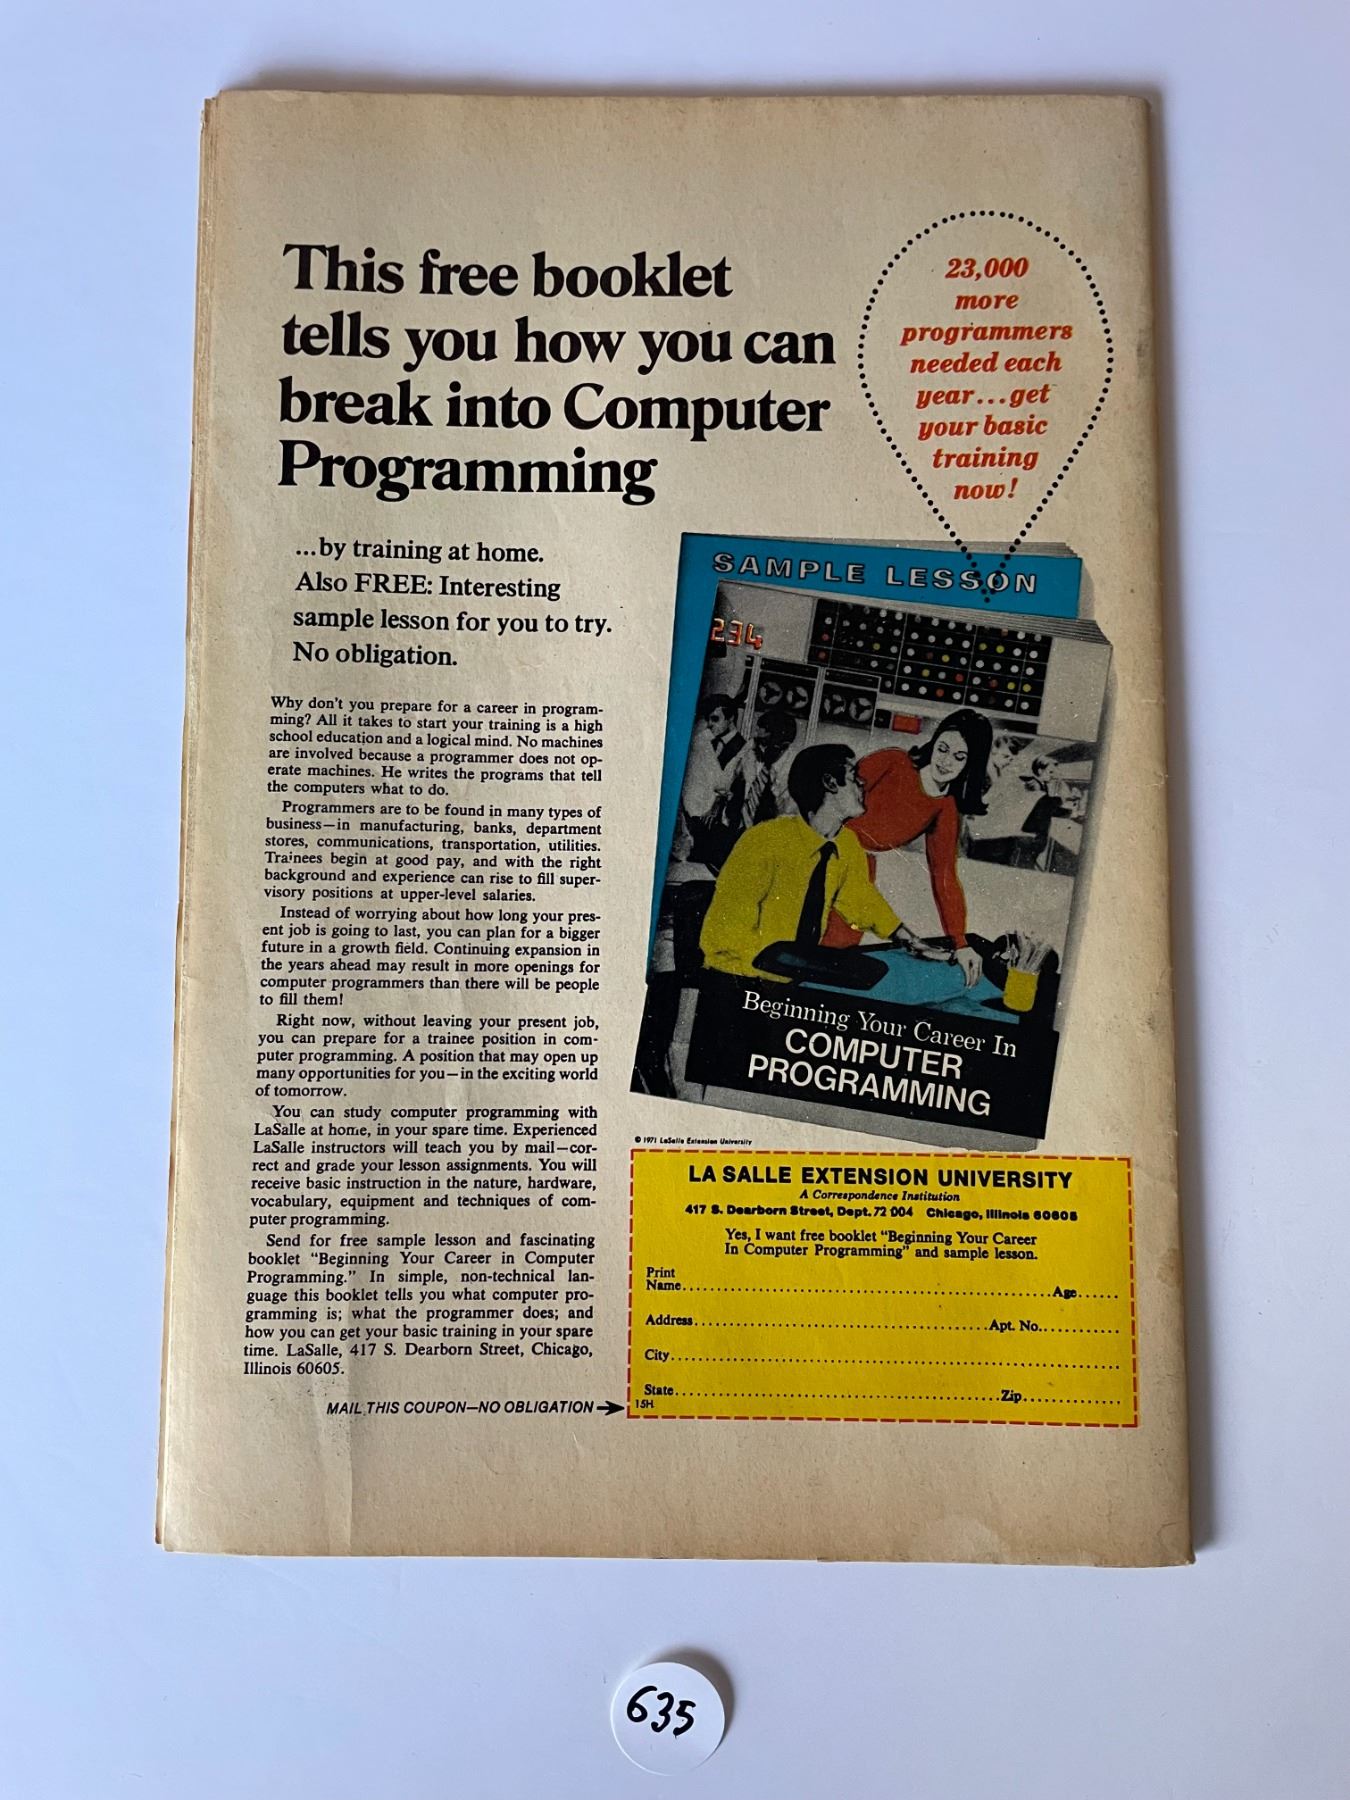 This free booklet
tells you how you can
break into Computer
Programming
23,000
more
programmers
needed each
year...get
your basic
training
now!
...by training at home.
Also FREE: Interesting
sample lesson for you to try.
No obligation.
Why don't you prepare for a career in program-
ming? All it takes to start your training is a high
school education and a logical mind. No machines
are involved because a programmer does not op-
erate machines. He writes the programs that tell
the computers what to do.
Programmers are to be found in many types of
business—in manufacturing, banks, department
stores, communications, transportation, utilities.
Trainees begin at good pay, and with the right
background and experience can rise to fill super-
visory positions at upper-level salaries.
Instead of worrying about how long your pres-
ent job is going to last, you can plan for a bigger
future in a growth field. Continuing expansion in
the years ahead may result in more openings for
computer programmers than there will be people
to fill them!
Right now, without leaving your present job,
you can prepare for a trainee position in com-
puter programming. A position that may open up
many opportunities for you—in the exciting world
of tomorrow.
You can study computer programming with
LaSalle at home, in your spare time. Experienced
LaSalle instructors will teach you by mail—cor-
rect and grade your lesson assignments. You will
receive basic instruction in the nature, hardware,
vocabulary, equipment and techniques of com-
puter programming.
Send for free sample lesson and fascinating
booklet "Beginning Your Career in Computer
Programming." In simple, non-technical lan-
guage this booklet tells you what computer pro-
gramming is; what the programmer does; and
how you can get your basic training in your spare
time. LaSalle, 417 S. Dearborn Street, Chicago,
Illinois 60605.
MAIL THIS COUPON—NO OBLIGATION
SAMPLE LESSON
234
Beginning Your Career In
COMPUTER
PROGRAMMING
© 1971 LaSalle Extension University
LA SALLE EXTENSION UNIVERSITY
A Correspondence Institution
417 S. Dearborn Street, Dept. 72 004 Chicago, Illinois 60605
Yes, I want free booklet "Beginning Your Career
In Computer Programming" and sample lesson.
Print
Name..........Age......
Address..........Apt. No...........
City..........
State..........Zip..........
15H
635